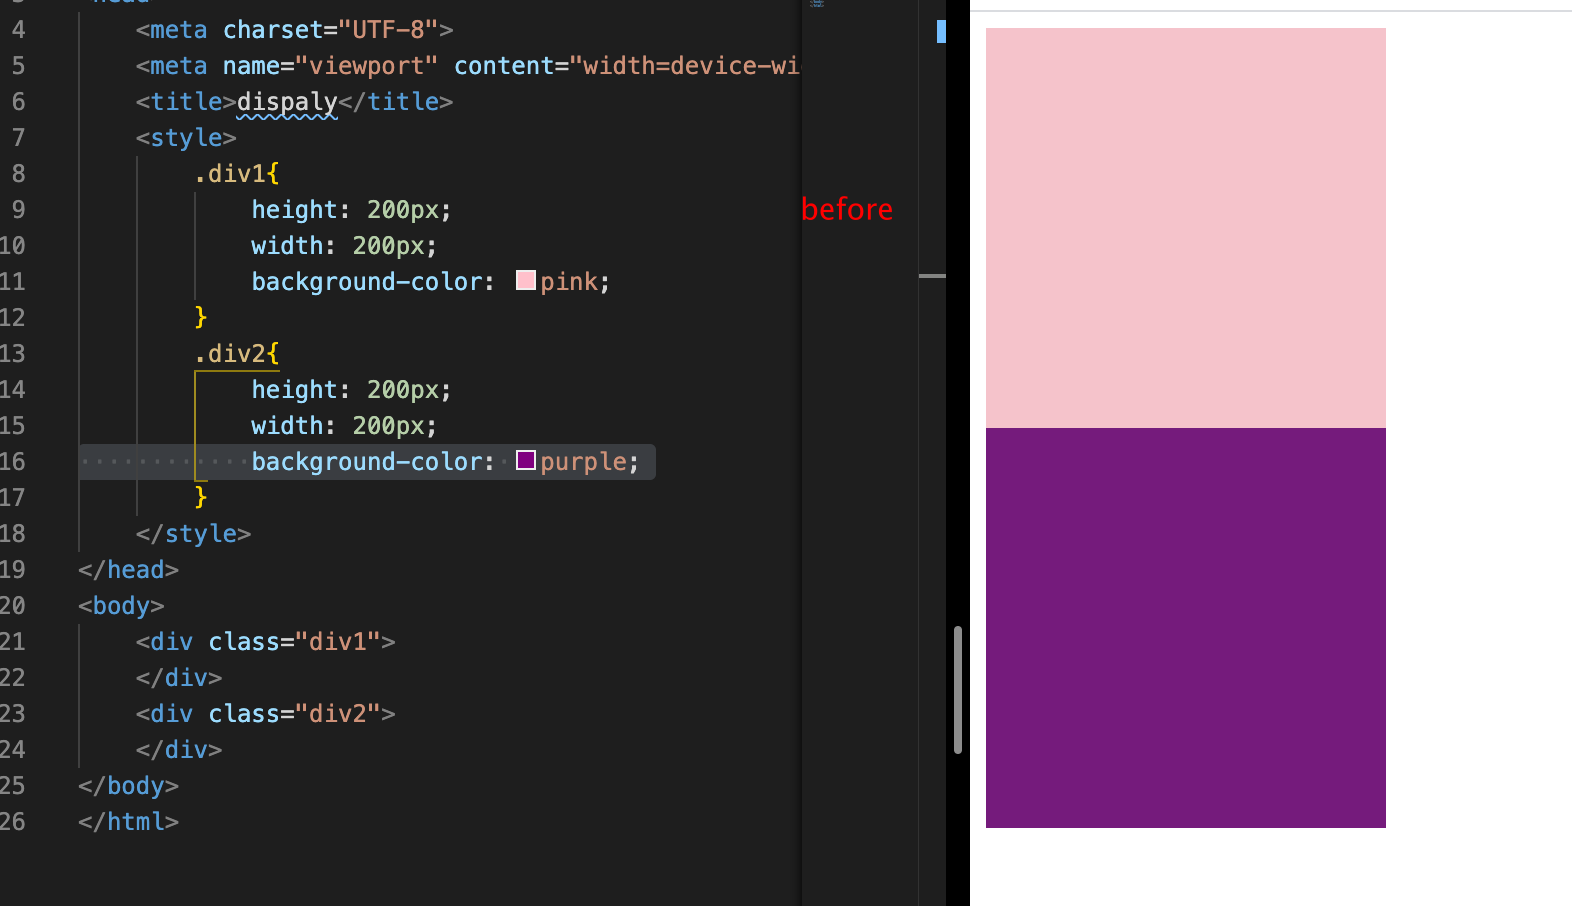 4 <meta charset="UTF-8">
5 <meta name="viewport" content="width=device-wi
6 <title>dispaly</title>
7 <style>
8 .div1{
9 height: 200px;
before
10 width: 200px;
11 background-color: pink;
12 }
13 .div2{
14 height: 200px;
15 width: 200px;
16 background-color: purple;
17 }
18 </style>
19 </head>
20 <body>
21 <div class="div1">
22 </div>
23 <div class="div2">
24 </div>
25 </body>
26 </html>